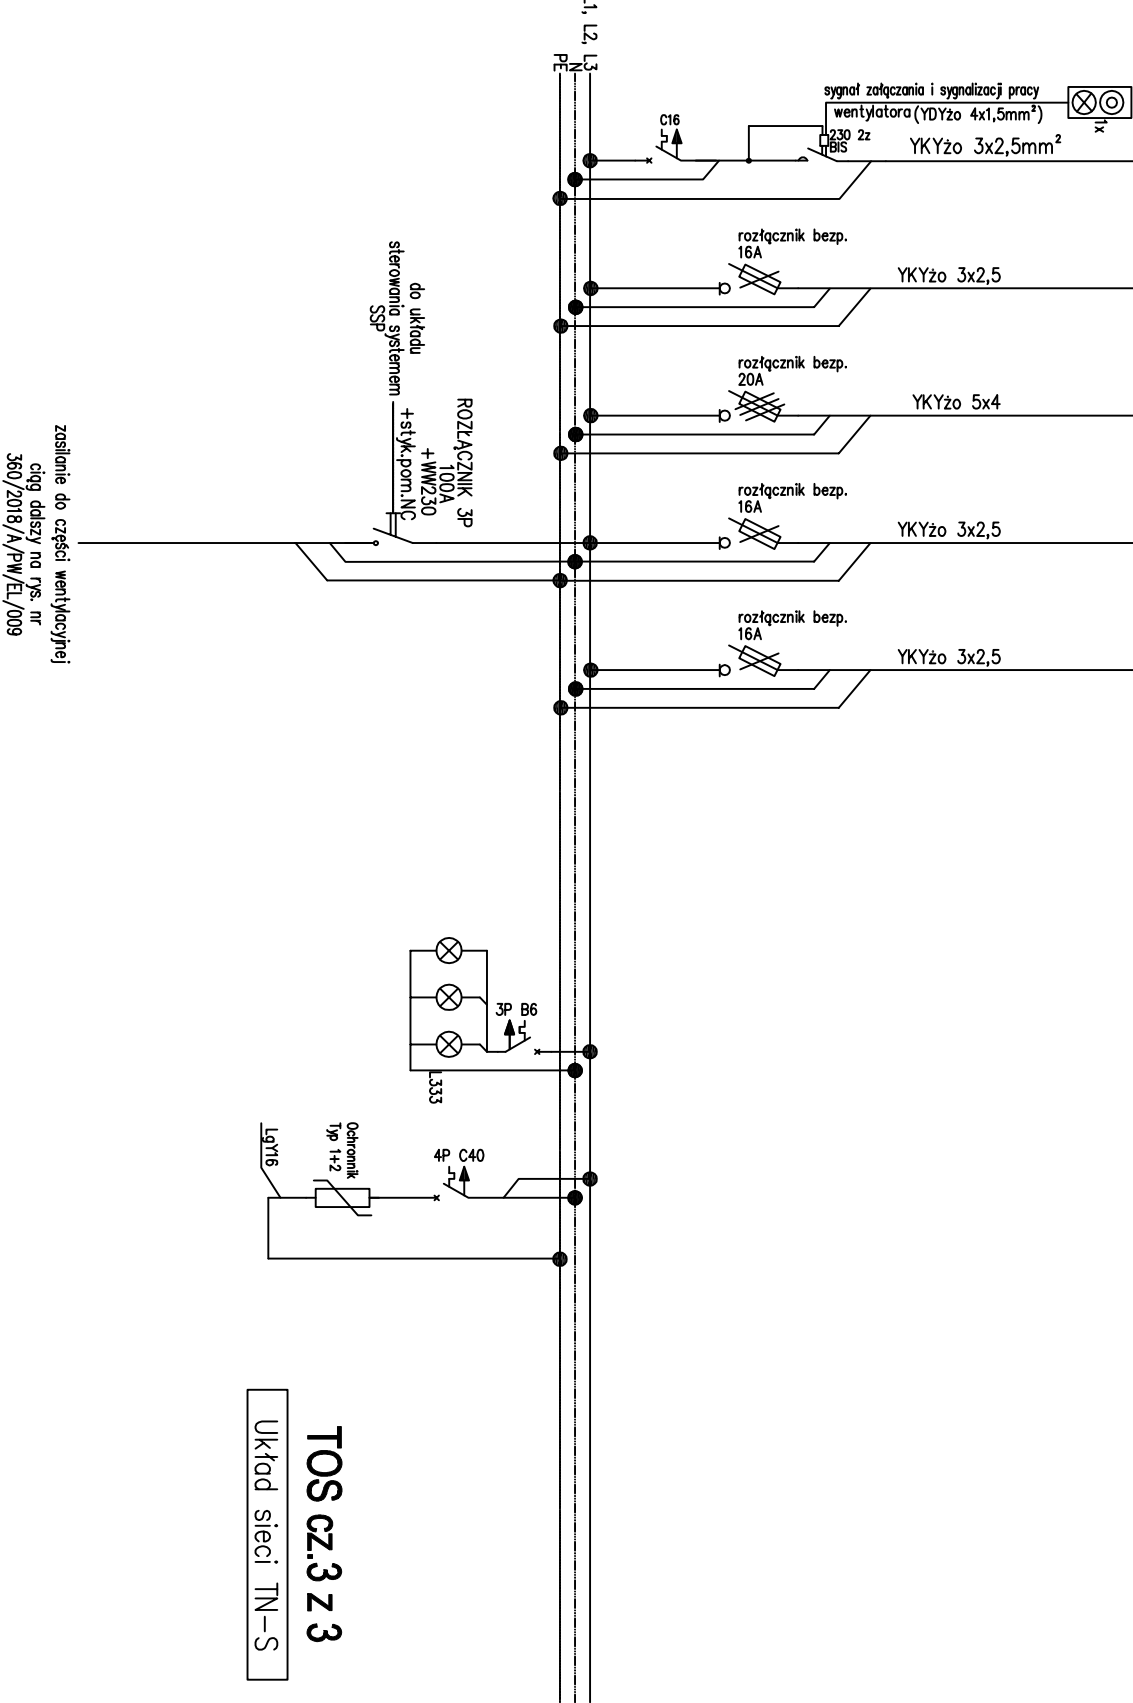 L1, L2, L3
N
PE
sygnał załączania i sygnalizacji pracy
wentylatora (YDYżo 4x1,5mm²)
1x
C16
230 2z
BIS
YKYżo 3x2,5mm²
rozłącznik bezp.
16A
YKYżo 3x2,5
rozłącznik bezp.
20A
YKYżo 5x4
rozłącznik bezp.
16A
YKYżo 3x2,5
rozłącznik bezp.
16A
YKYżo 3x2,5
do układu
sterowania systemem
SSP
ROZŁĄCZNIK 3P
100A
+WW230
+styk.pom.NC
zasilanie do części wentylacyjnej
ciąg dalszy na rys. nr
360/2018/A/PW/EL/009
3P B6
L333
4P C40
Ochronnik
Typ 1+2
LgY16
TOS cz.3 z 3
Układ sieci TN-S